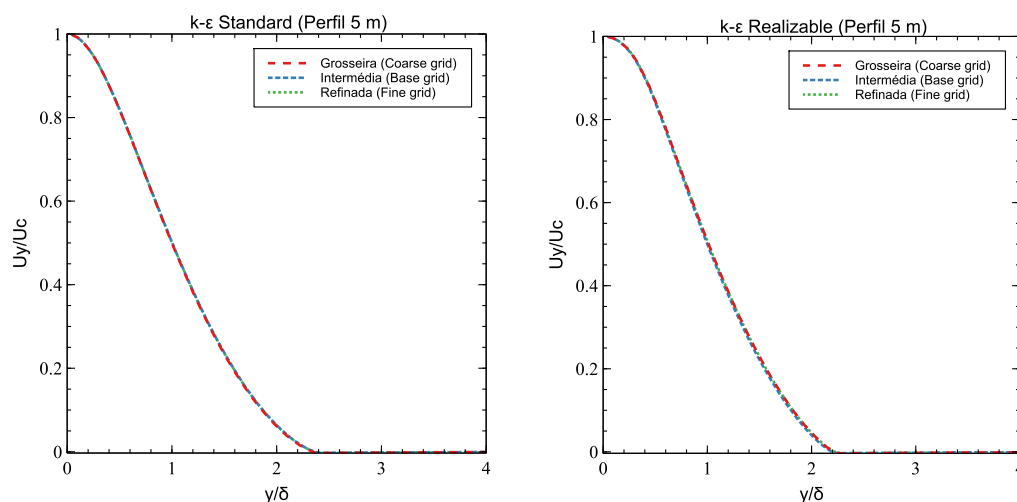 k-ε Standard (Perfil 5 m)
Grosseira (Coarse grid)
Intermédia (Base grid)
Refinada (Fine grid)
Uy/Uc
1
0.8
0.6
0.4
0.2
0
0 1 2 3 4
y/δ
k-ε Realizable (Perfil 5 m)
Grosseira (Coarse grid)
Intermédia (Base grid)
Refinada (Fine grid)
Uy/Uc
1
0.8
0.6
0.4
0.2
0
0 1 2 3 4
y/δ